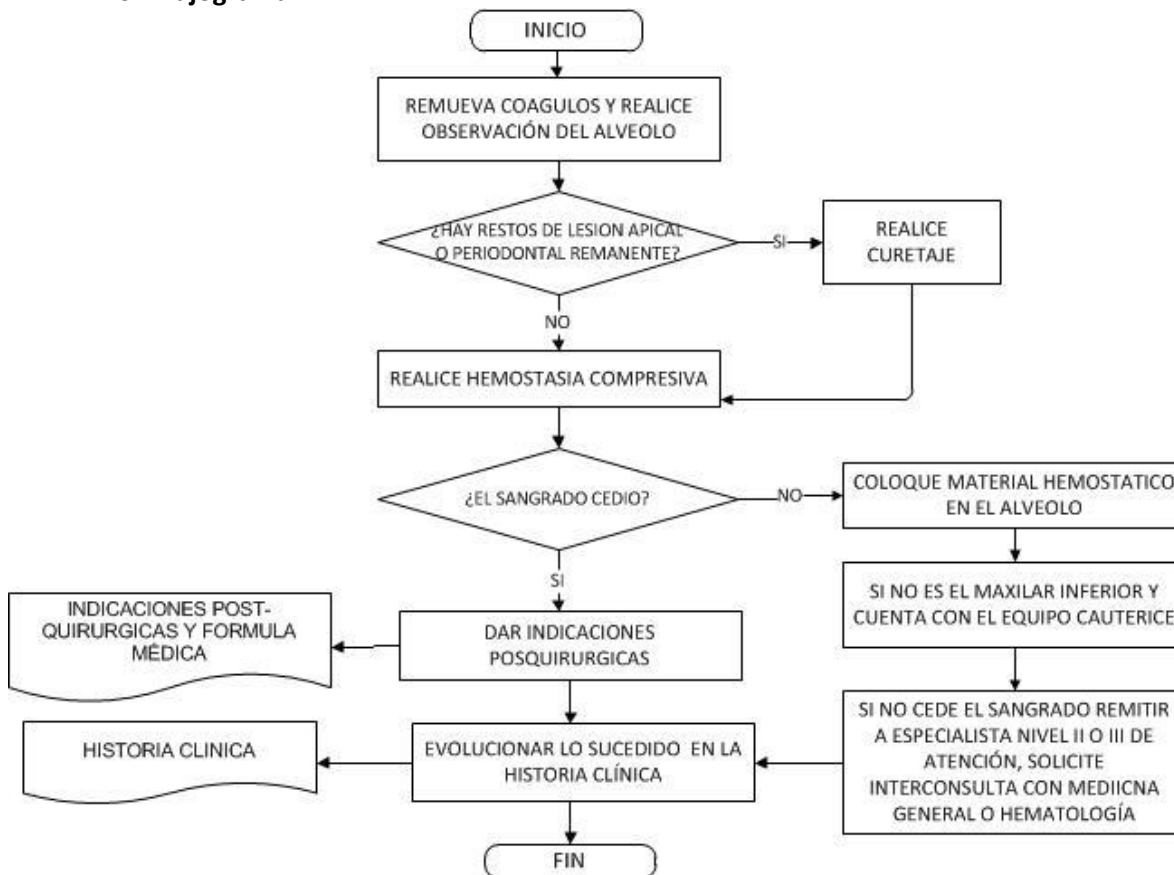 INICIO
REMUEVA COAGULOS Y REALICE
OBSERVACIÓN DEL ALVEOLO
¿HAY RESTOS DE LESION APICAL
O PERIODONTAL REMANENTE?
SI
REALICE
CURETAJE
NO
REALICE HEMOSTASIA COMPRESIVA
¿EL SANGRADO CEDIO?
NO
COLOQUE MATERIAL HEMOSTATICO
EN EL ALVEOLO
SI
SI NO ES EL MAXILAR INFERIOR Y
CUENTA CON EL EQUIPO CAUTERICE
INDICACIONES POST-
QUIRURGICAS Y FORMULA
MÉDICA
DAR INDICACIONES
POSQUIRURGICAS
SI NO CEDE EL SANGRADO REMITIR
A ESPECIALISTA NIVEL II O III DE
ATENCIÓN, SOLICITE
INTERCONSULTA CON MEDIICNA
GENERAL O HEMATOLOGÍA
HISTORIA CLINICA
EVOLUCIONAR LO SUCEDIDO EN LA
HISTORIA CLÍNICA
FIN